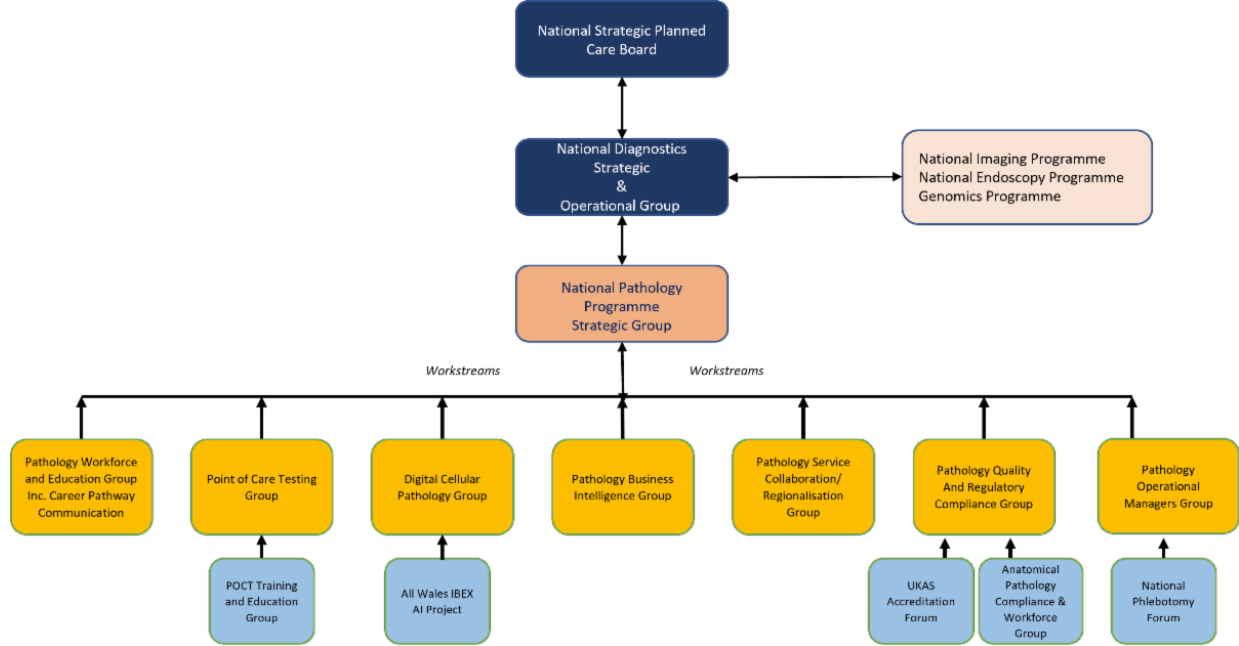 National Strategic Planned
Care Board
National Diagnostics
Strategic
&
Operational Group
National Imaging Programme
National Endoscopy Programme
Genomics Programme
National Pathology
Programme
Strategic Group
Workstreams
Workstreams
Pathology Workforce
and Education Group
Inc. Career Pathway
Communication
Point of Care Testing
Group
Digital Cellular
Pathology Group
Pathology Business
Intelligence Group
Pathology Service
Collaboration/
Regionalisation
Group
Pathology Quality
And Regulatory
Compliance Group
Pathology
Operational
Managers Group
POCT Training
and Education
Group
All Wales IBEX
AI Project
UKAS
Accreditation
Forum
Anatomical
Pathology
Compliance &
Workforce
Group
National
Phlebotomy
Forum